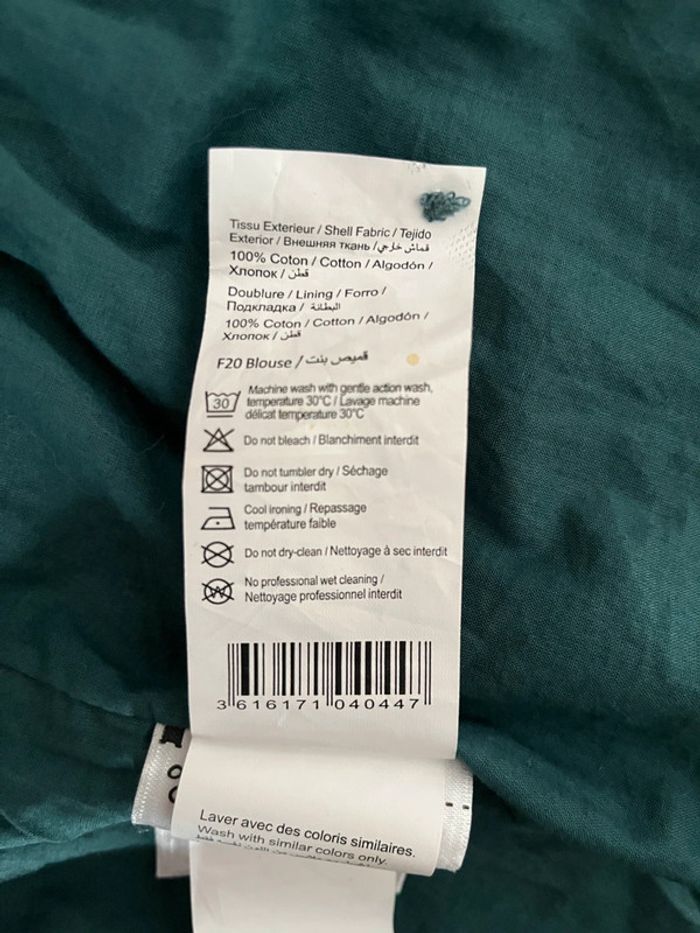 Tissu Exterieur / Shell Fabric / Tejido
Exterior / Внешняя ткань / قماش خارجي
100% Coton / Cotton / Algodón /
Хлопок / قطن
Doublure / Lining / Forro /
Подкладка / البطانة
100% Coton / Cotton / Algodón /
Хлопок / قطن
F20 Blouse / قميص بنت
30
Machine wash with gentle action wash,
temperature 30°C / Lavage machine
délicat temperature 30°C
Do not bleach / Blanchiment interdit
Do not tumbler dry / Séchage
tambour interdit
Cool ironing / Repassage
température faible
Do not dry-clean / Nettoyage à sec interdit
W
No professional wet cleaning /
Nettoyage professionnel interdit
3 616171 040447
Laver avec des coloris similaires.
Wash with similar colors only.